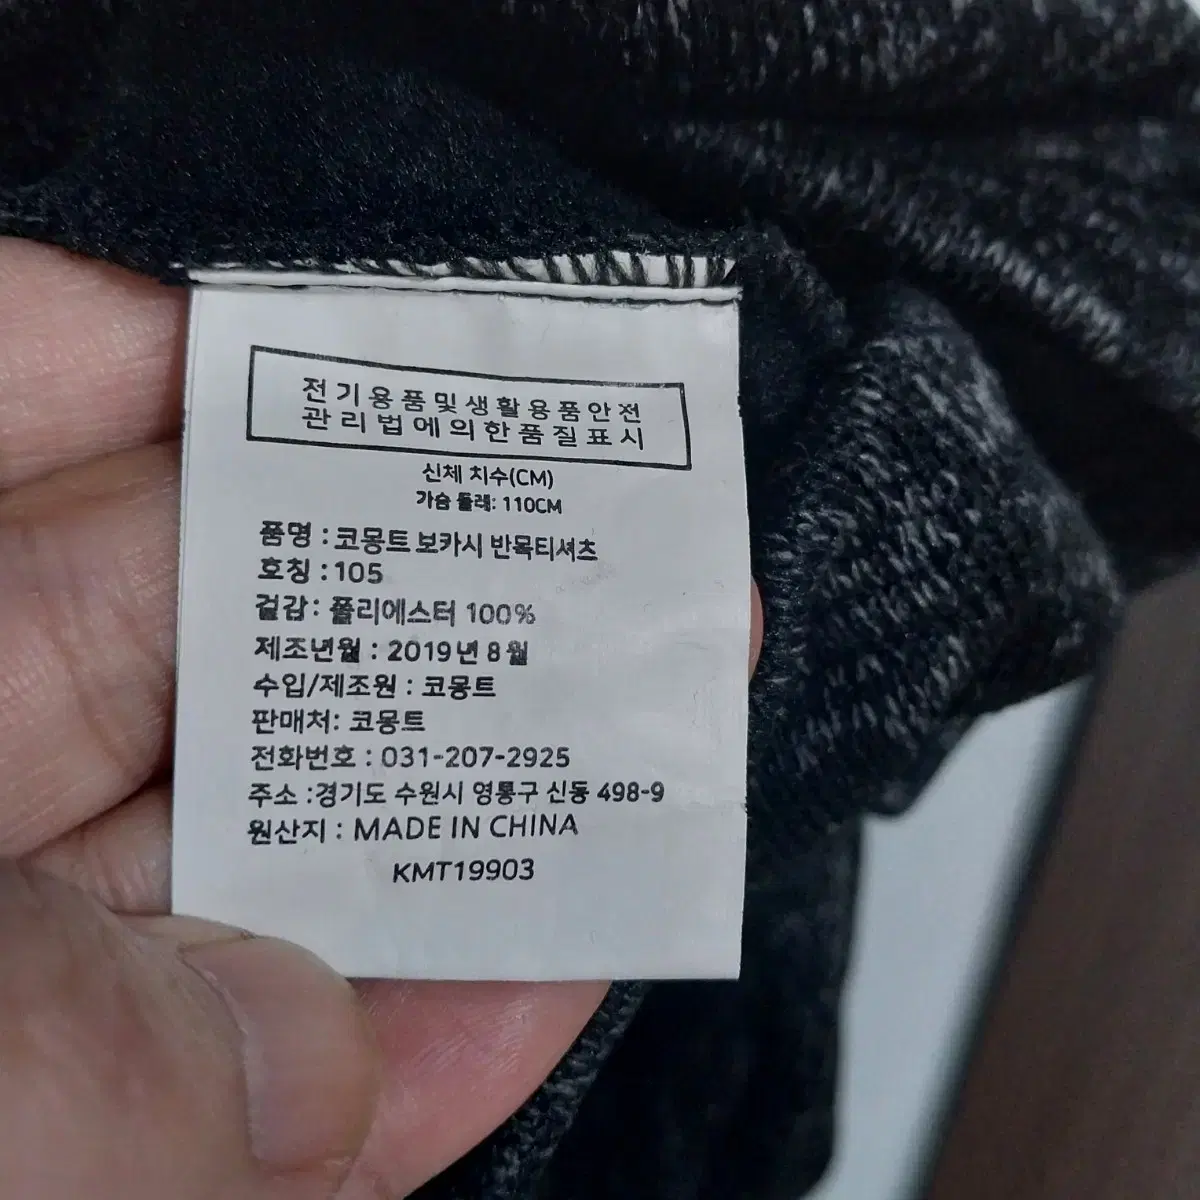 전기용품및생활용품안전
관리법에의한품질표시
신체 치수(CM)
가슴 둘레: 110CM
품명 : 코몽트 보카시 반목티셔츠
호칭 : 105
겉감 : 폴리에스터 100%
제조년월 : 2019년 8월
수입/제조원 : 코몽트
판매처: 코몽트
전화번호 : 031-207-2925
주소 :경기도 수원시 영통구 신동 498-9
원산지 : MADE IN CHINA
KMT19903